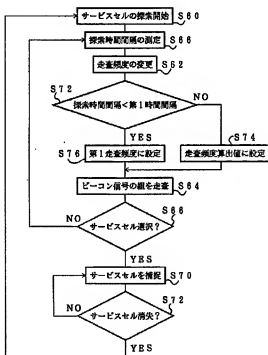 サービスセルの探索開始
S60
探索時間間隔の測定
S66
走査頻度の変更
S62
S72
探索時間間隔<第1時間間隔
NO
YES
S74
S76
第1走査頻度に設定
走査頻度算出値に設定
ビーコン信号の組を走査
S64
S66
NO
サービスセル選択?
YES
サービスセルを捕捉
S70
S72
NO
サービスセル消失?
YES